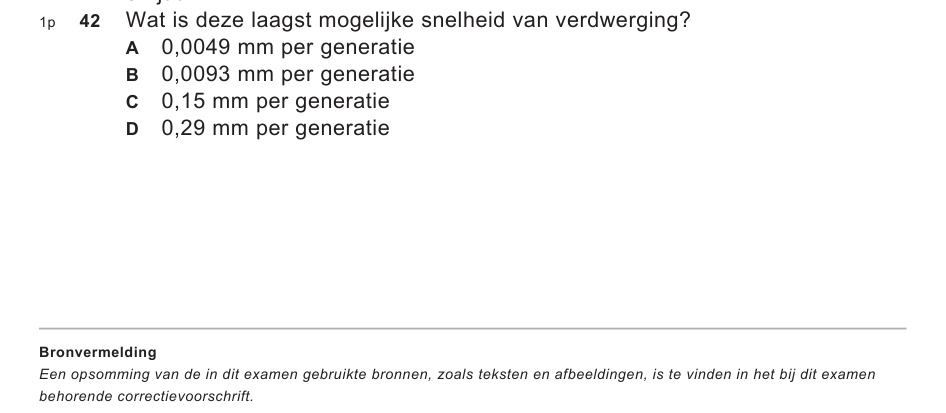 1p 42 Wat is deze laagst mogelijke snelheid van verdwerging?
A 0,0049 mm per generatie
B 0,0093 mm per generatie
C 0,15 mm per generatie
D 0,29 mm per generatie
Bronvermelding
Een opsomming van de in dit examen gebruikte bronnen, zoals teksten en afbeeldingen, is te vinden in het bij dit examen
behorende correctievoorschrift.